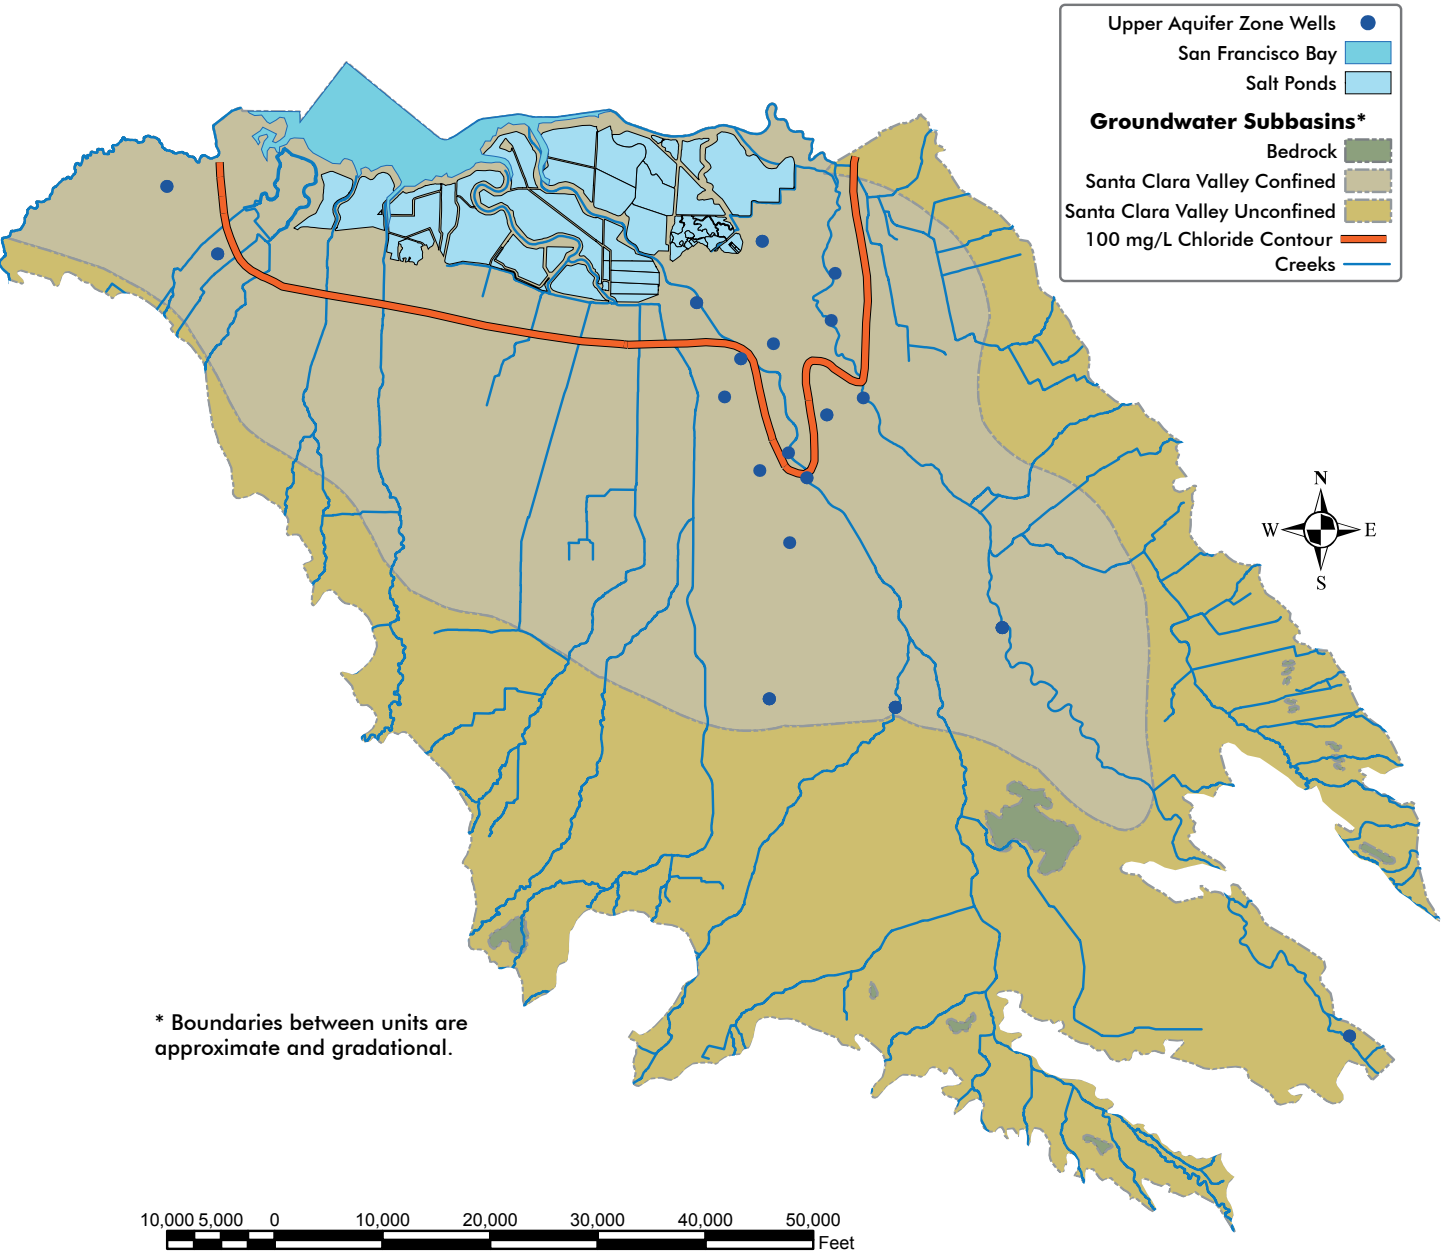 Upper Aquifer Zone Wells
San Francisco Bay
Salt Ponds
Groundwater Subbasins*
Bedrock
Santa Clara Valley Confined
Santa Clara Valley Unconfined
100 mg/L Chloride Contour
Creeks
N
W E
S
* Boundaries between units are
approximate and gradational.
10,000 5,000 0 10,000 20,000 30,000 40,000 50,000
Feet